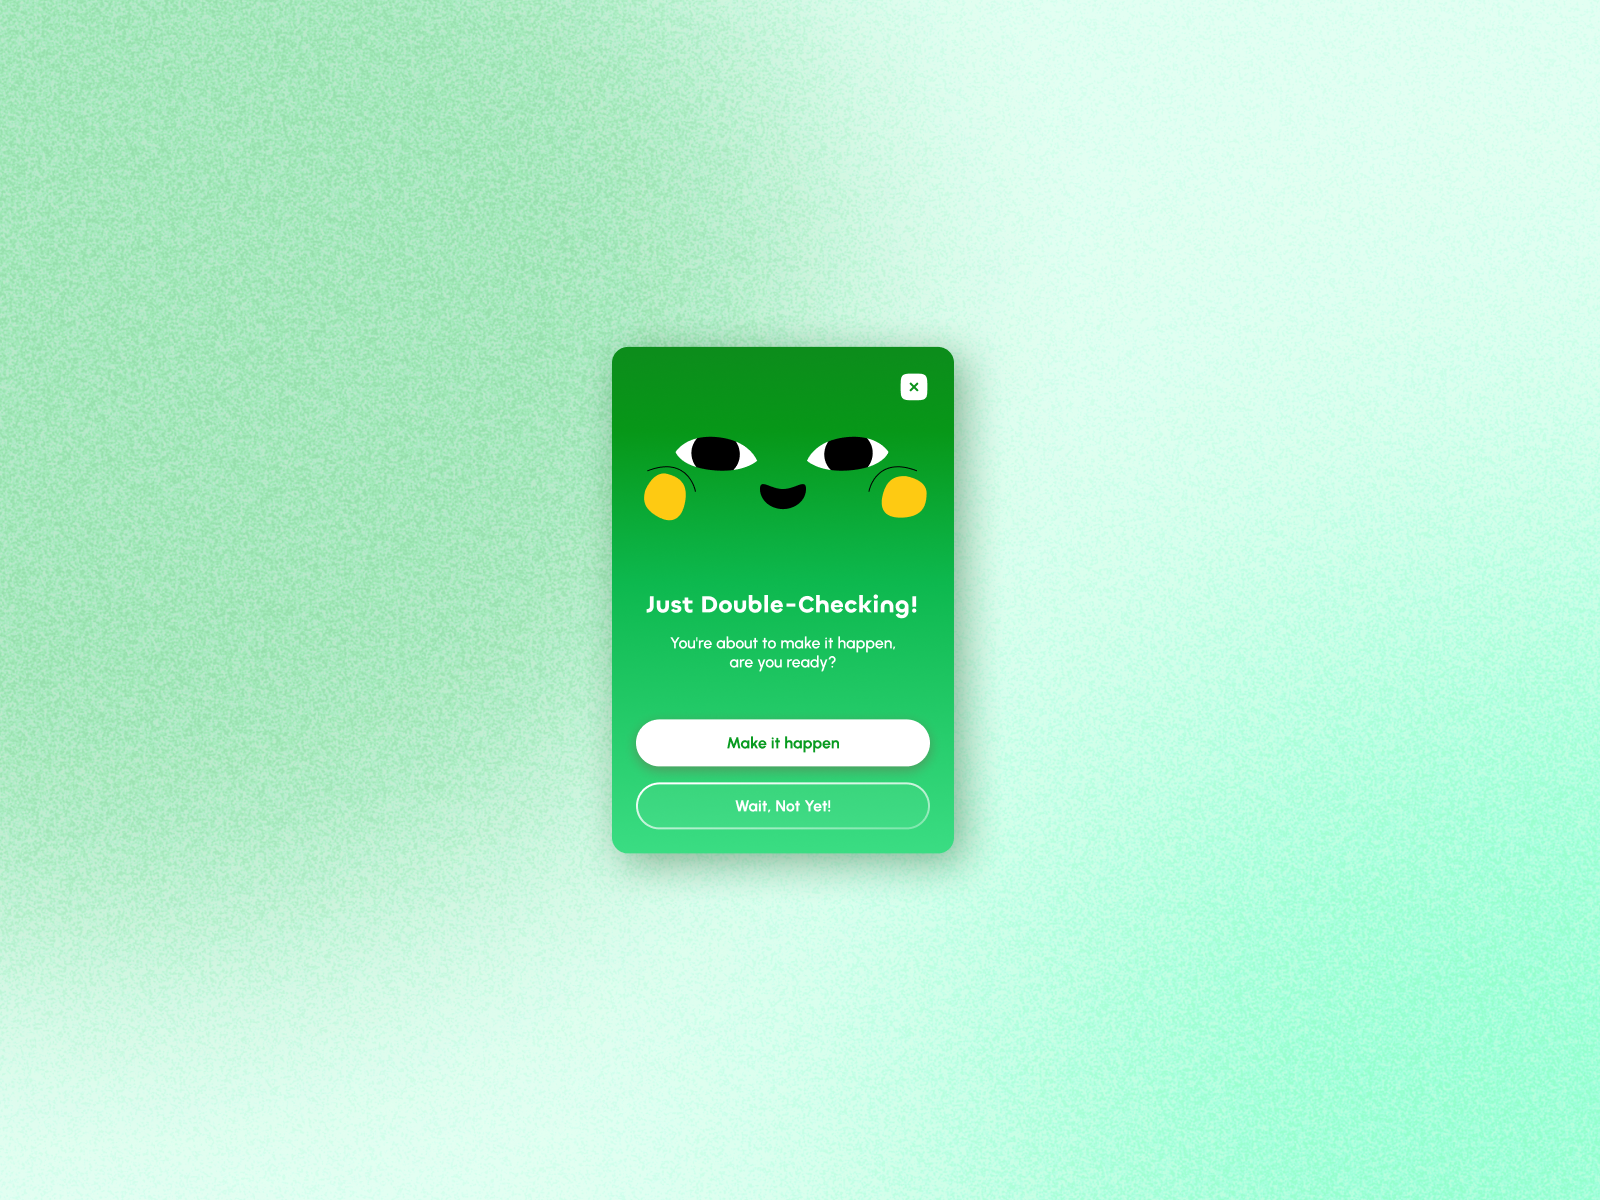 Just Double-Checking!
You're about to make it happen,
are you ready?
Make it happen
Wait, Not Yet!